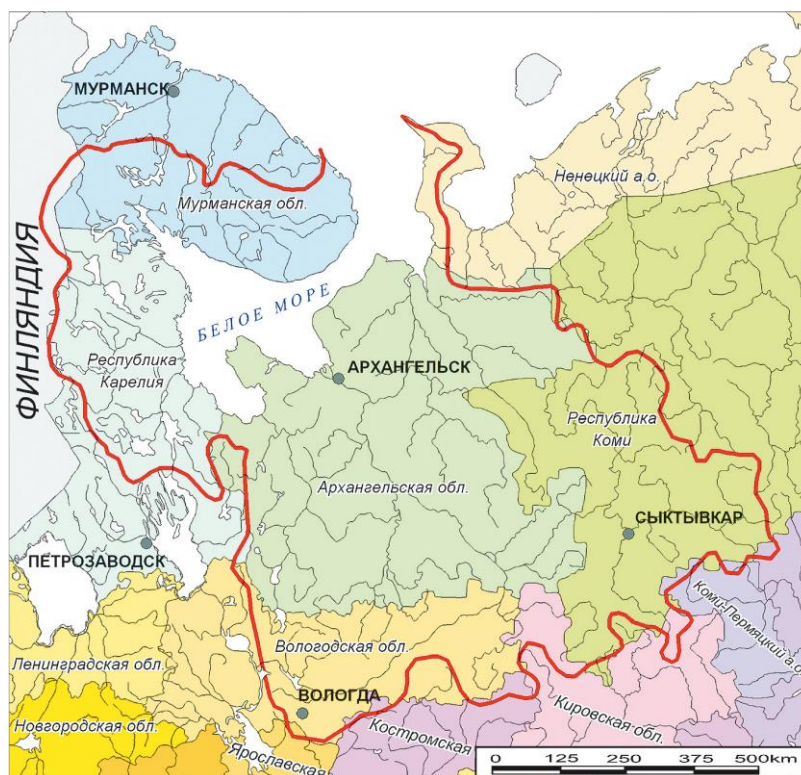 МУРМАНСК
Ненецкий а.о.
Мурманская обл.
ФИНЛЯНДИЯ
БЕЛОЕ МОРЕ
Республика
Карелия
АРХАНГЕЛЬСК
Республика
Коми
Архангельская обл.
СЫКТЫВКАР
ПЕТРОЗАВОДСК
Коми-Пермяцкий а.о.
Вологодская обл.
Ленинградская обл.
ВОЛОГДА
Новгородская обл.
Кировская обл.
Костромская
Ярославская
0 125 250 375 500km